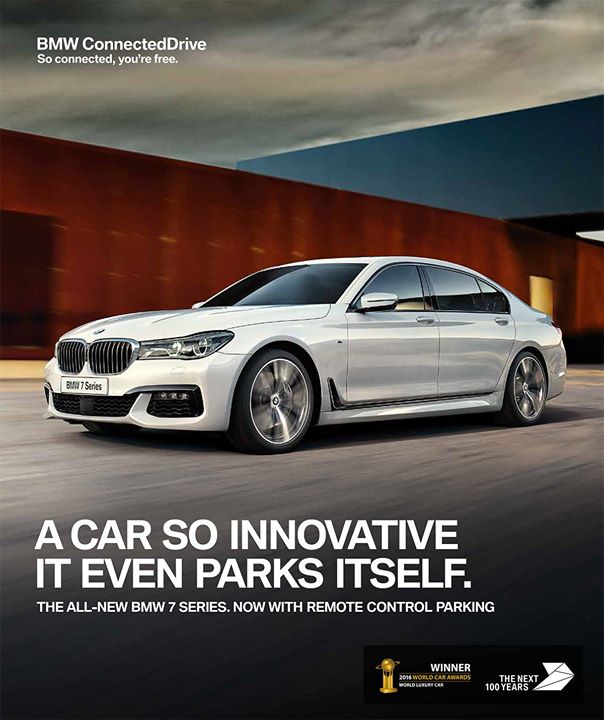 BMW ConnectedDrive
So connected, you're free.
BMW 7 Series
A CAR SO INNOVATIVE
IT EVEN PARKS ITSELF.
THE ALL-NEW BMW 7 SERIES. NOW WITH REMOTE CONTROL PARKING
WINNER
2016 WORLD CAR AWARDS
WORLD LUXURY CAR
THE NEXT
100 YEARS